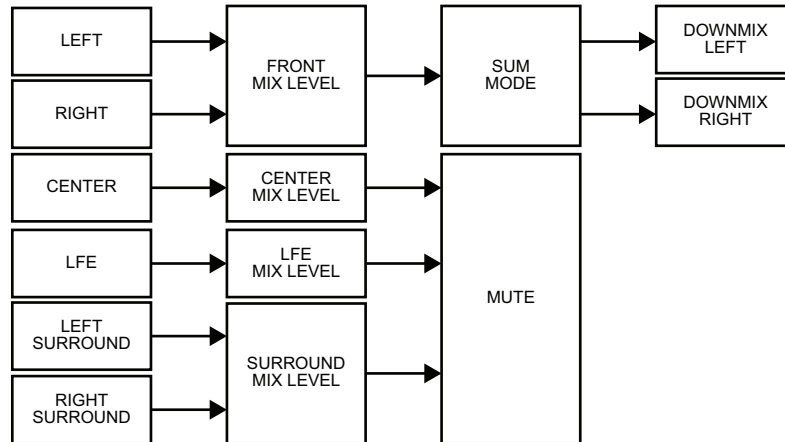 LEFT
RIGHT
CENTER
LFE
LEFT
SURROUND
RIGHT
SURROUND
FRONT
MIX LEVEL
CENTER
MIX LEVEL
LFE
MIX LEVEL
SURROUND
MIX LEVEL
SUM
MODE
MUTE
DOWNMIX
LEFT
DOWNMIX
RIGHT